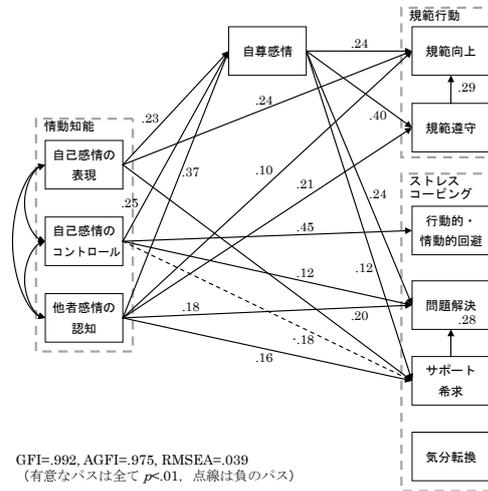 規範行動
自尊感情
規範向上
規範遵守
情動知能
自己感情の
表現
自己感情の
コントロール
他者感情の
認知
ストレス
コーピング
行動的・
情動的回避
問題解決
サポート
希求
気分転換
.24
.29
.24
.40
.23
.37
.10
.21
.25
.24
.45
.12
.12
.18
.20
.28
-.18
.16
GFI=.992, AGFI=.975, RMSEA=.039
（有意なパスは全て p<.01, 点線は負のパス）